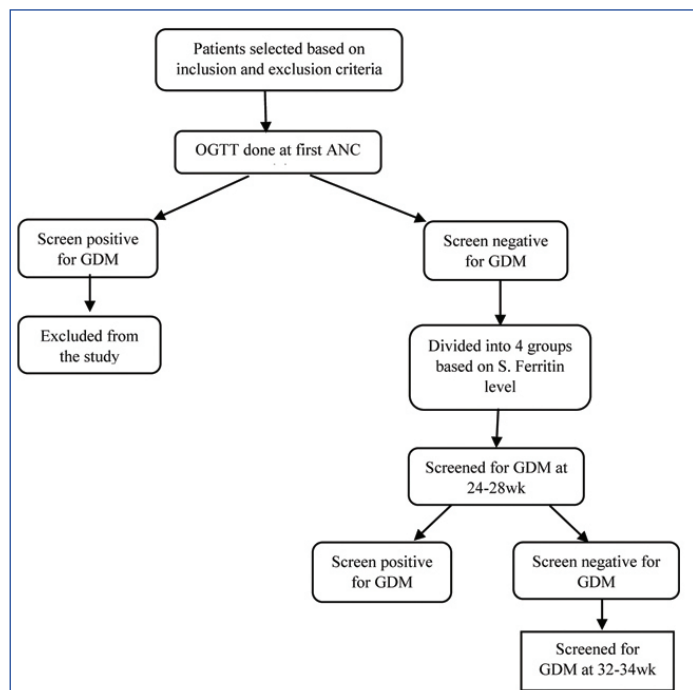 Patients selected based on
inclusion and exclusion criteria
OGTT done at first ANC
Screen positive
for GDM
Screen negative
for GDM
Excluded from
the study
Divided into 4 groups
based on S. Ferritin
level
Screened for GDM at
24-28wk
Screen positive
for GDM
Screen negative for
GDM
Screened for
GDM at 32-34wk